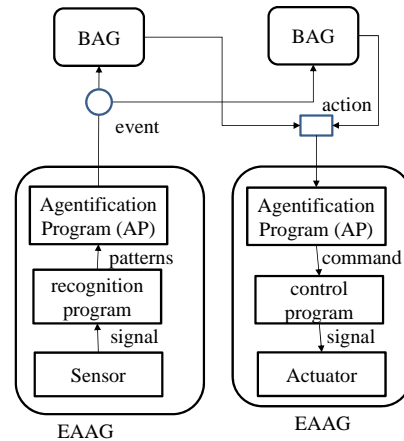 BAG
BAG
event
action
Agentification
Program (AP)
patterns
recognition
program
signal
Sensor
EAAG
Agentification
Program (AP)
command
control
program
signal
Actuator
EAAG